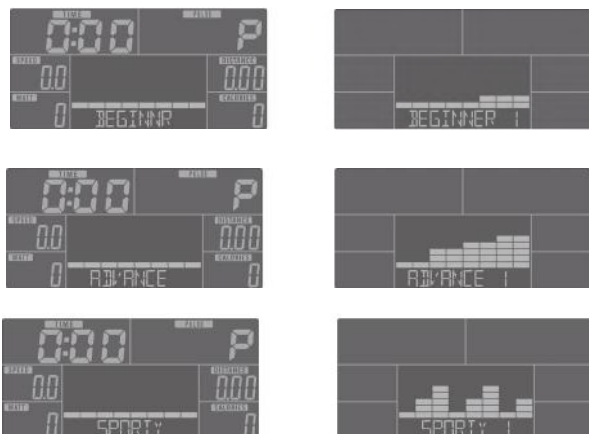 TIME PULSE
0:00 P
SPEED DISTANCE
0.0 0.00
WATT CALORIES
0 BEGINNR 0
BEGINNER 1
TIME PULSE
0:00 P
SPEED DISTANCE
0.0 0.00
WATT CALORIES
0 ADVANCE 0
ADVANCE 1
TIME PULSE
0:00 P
SPEED DISTANCE
0.0 0.00
WATT CALORIES
0 SPORTY 0
SPORTY 1